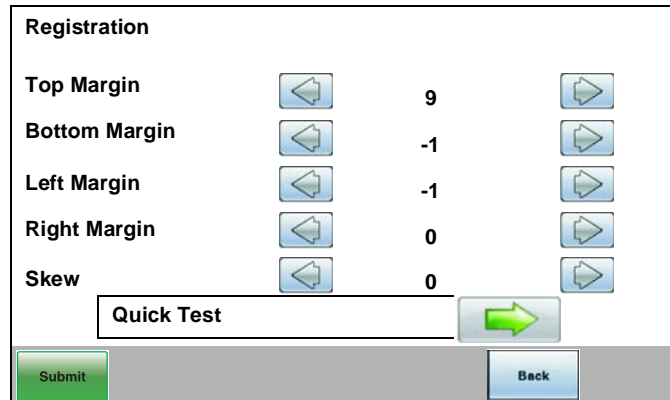 Registration
Top Margin 9
Bottom Margin -1
Left Margin -1
Right Margin 0
Skew 0
Quick Test
Submit Back